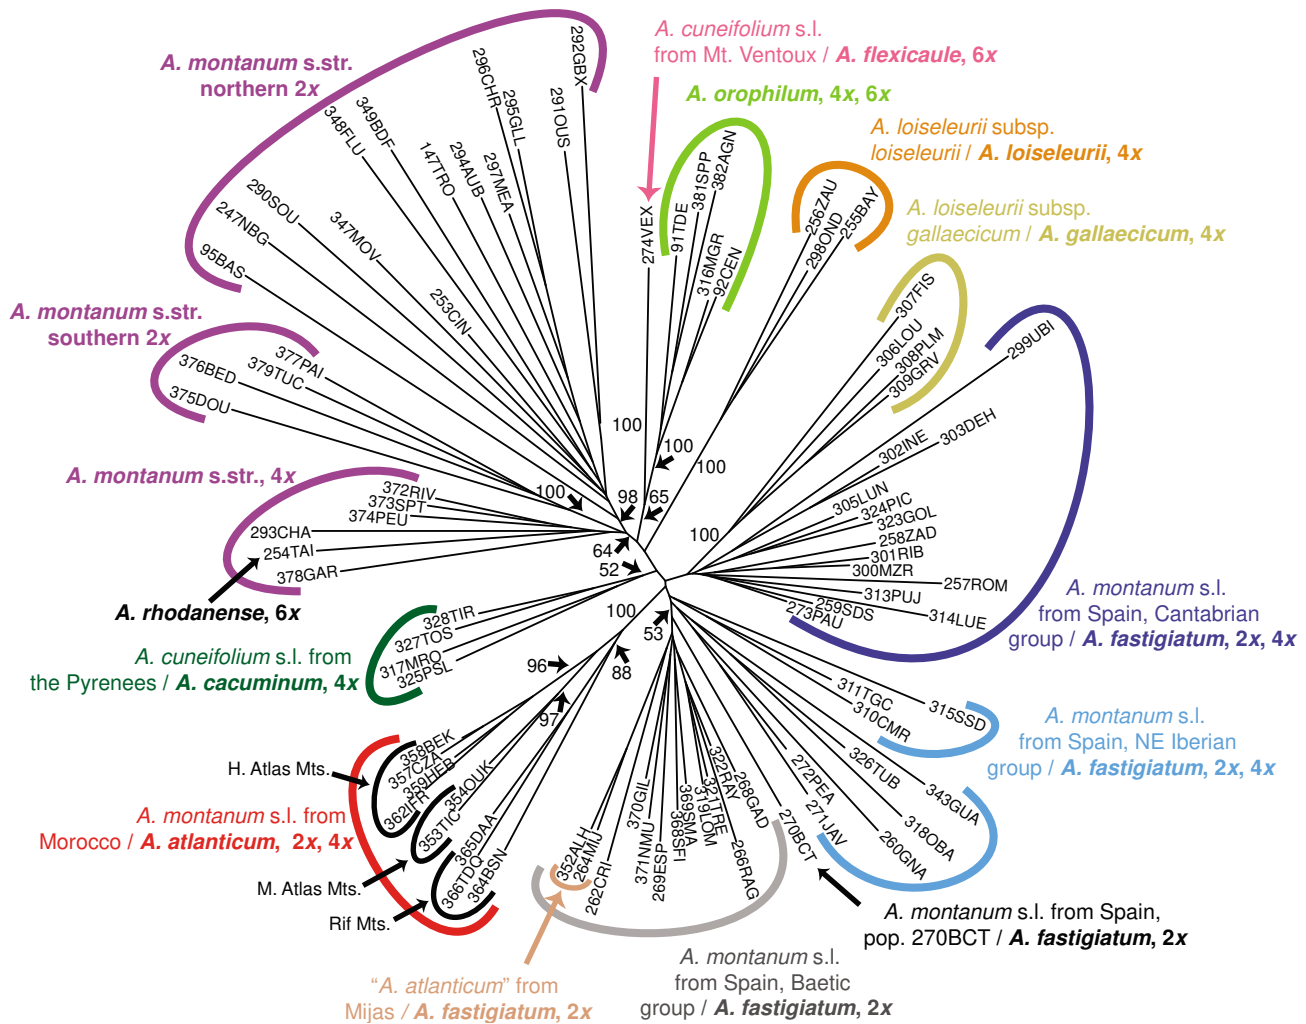 A. cuneifolium s.l.
from Mt. Ventoux / A. flexicaule, 6x
A. montanum s.str.
northern 2x
A. orophilum, 4x, 6x
A. loiseleurii subsp.
loiseleurii / A. loiseleurii, 4x
A. loiseleurii subsp.
gallaecicum / A. gallaecicum, 4x
292GBX
296CHR
295GLL
291OUS
349BDF
348FLU
147TRO
294AUB
297MEA
290SOU
247NBG
347MOV
95BAS
253CIN
274VEX
91TDE
381SPP
382AGN
316MGR
92CEN
256ZAU
298OND
255BAY
307FIS
306LOU
308PLM
309GRV
299UBI
A. montanum s.str.
southern 2x
377PAI
379TUC
376BED
375DOU
302INE
303DEH
305LUN
324PIC
323GOL
258ZAD
301RIB
300MZR
257ROM
313PUJ
259SDS
314LUE
273PAU
100
100
100
100
100
98
65
64
52
100
53
96
88
97
A. montanum s.str., 4x
372RIV
373SPT
374PEU
293CHA
254TAI
378GAR
A. rhodanense, 6x
A. montanum s.l.
from Spain, Cantabrian
group / A. fastigiatum, 2x, 4x
328TIR
327TOS
317MRO
325PSL
A. cuneifolium s.l. from
the Pyrenees / A. cacuminum, 4x
311TGC
310CMR
315SSD
A. montanum s.l.
from Spain, NE Iberian
group / A. fastigiatum, 2x, 4x
H. Atlas Mts.
358BEK
357CZA
359HEB
362IFR
354OUK
353TIC
365DAA
366TDQ
364BSN
A. montanum s.l. from
Morocco / A. atlanticum, 2x, 4x
M. Atlas Mts.
Rif Mts.
352ALH
264MIJ
262CRI
370GIL
371NMU
269ESP
369SMA
368SFI
319LOM
321TRE
322RAY
268GAD
266RAG
270BCT
272PEA
271JAV
326TUB
343GUA
318OBA
260GNA
A. montanum s.l. from Spain,
pop. 270BCT / A. fastigiatum, 2x
A. montanum s.l.
from Spain, Baetic
group / A. fastigiatum, 2x
“A. atlanticum” from
Mijas / A. fastigiatum, 2x